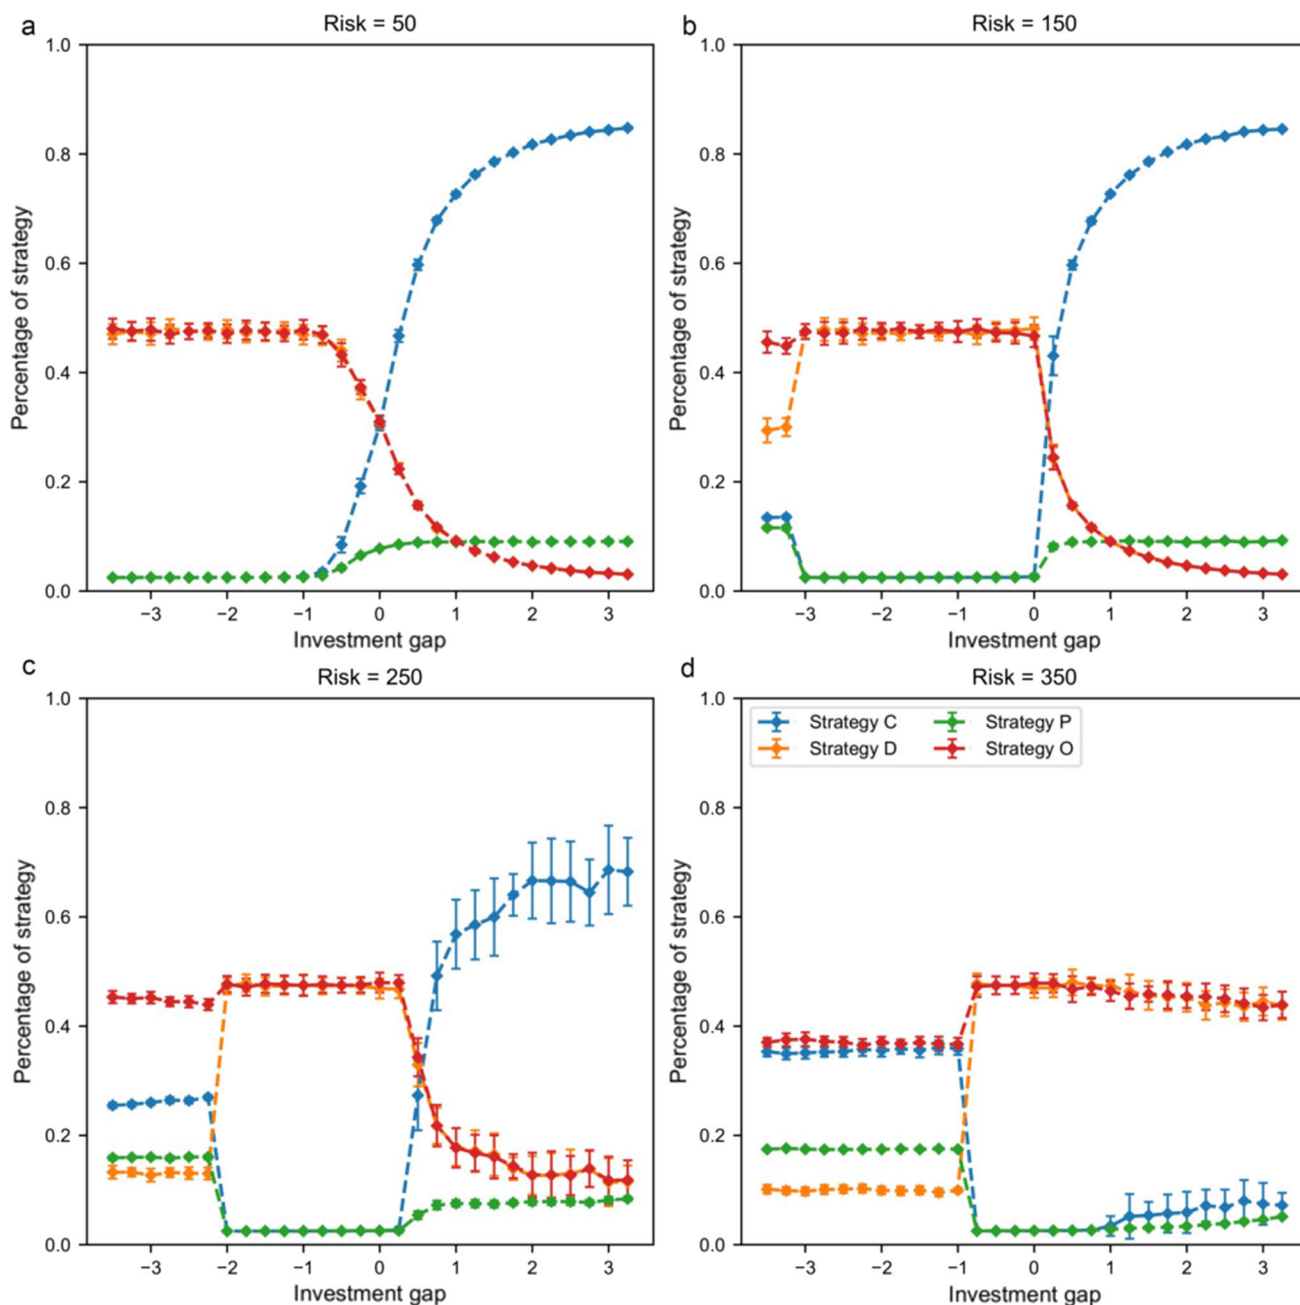 a
Risk = 50
1.0
0.8
0.6
0.4
0.2
0.0
Percentage of strategy
−3 −2 −1 0 1 2 3
Investment gap
b
Risk = 150
1.0
0.8
0.6
0.4
0.2
0.0
Percentage of strategy
−3 −2 −1 0 1 2 3
Investment gap
c
Risk = 250
1.0
0.8
0.6
0.4
0.2
0.0
Percentage of strategy
−3 −2 −1 0 1 2 3
Investment gap
d
Risk = 350
1.0
0.8
0.6
0.4
0.2
0.0
Percentage of strategy
Strategy C Strategy P
Strategy D Strategy O
−3 −2 −1 0 1 2 3
Investment gap